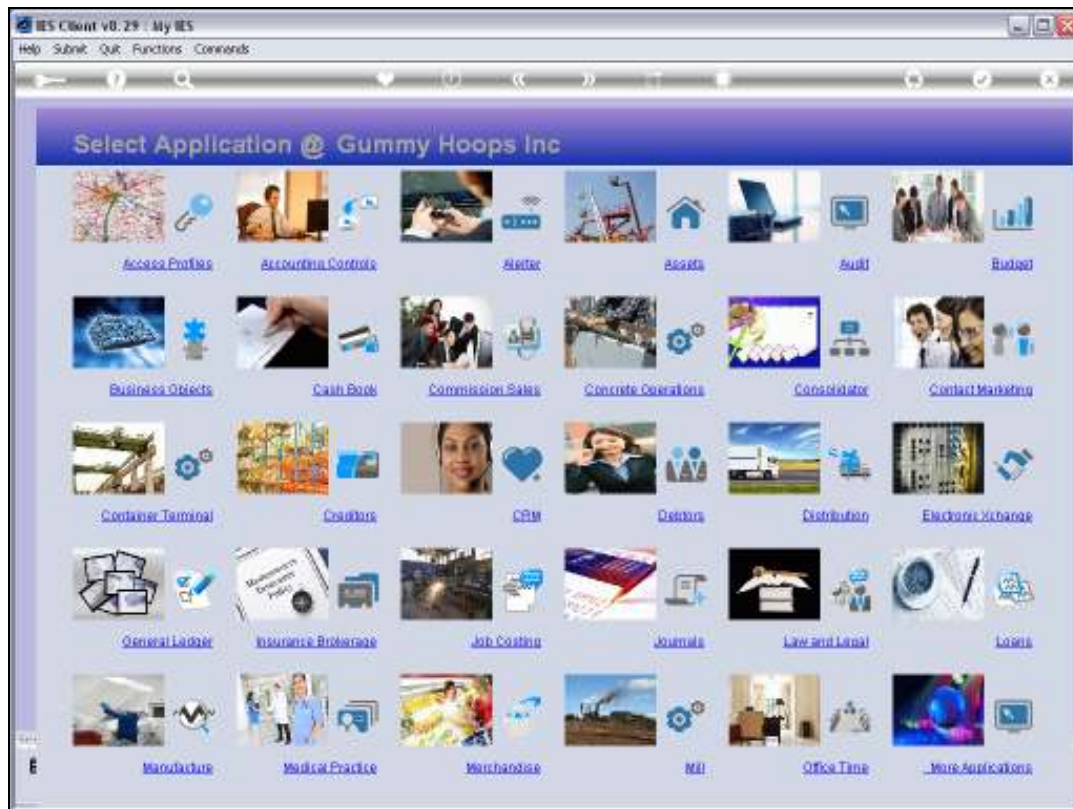 IES Client v8.29 : My IES
Help Submit Quit Functions Commands
Select Application @ Gummy Hoops Inc
Access Profiles Accounting Controls Alerter Assets Audit Budget
Business Objects Cash Book Commission Sales Concrete Operations Consolidator Contact Marketing
Container Terminal Creditors CRM Debtors Distribution Electronic Xchange
General Ledger Insurance Brokerage Job Costing Journals Law and Legal Loans
Manufacture Medical Practice Merchandise Mill Office Time ...More Applications